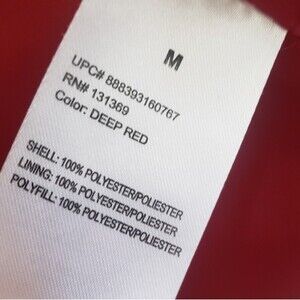 M
UPC# 888393160767
RN# 131369
Color: DEEP RED
SHELL: 100% POLYESTER/POLIESTER
LINING: 100% POLYESTER/POLIESTER
POLYFILL: 100% POLYESTER/POLIESTER